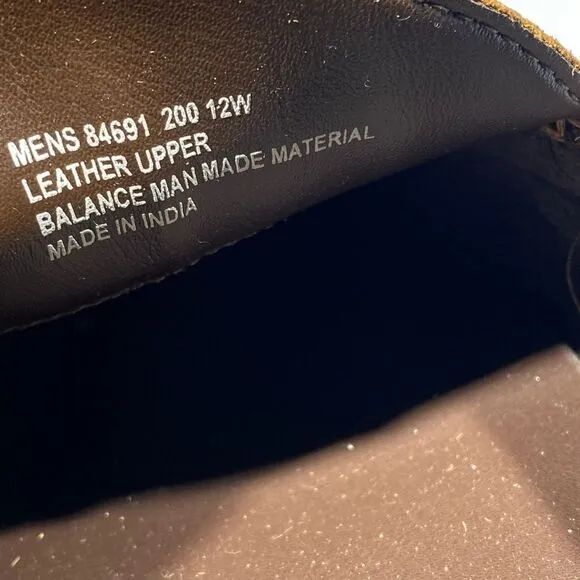 MENS 84691 200 12W
LEATHER UPPER
BALANCE MAN MADE MATERIAL
MADE IN INDIA